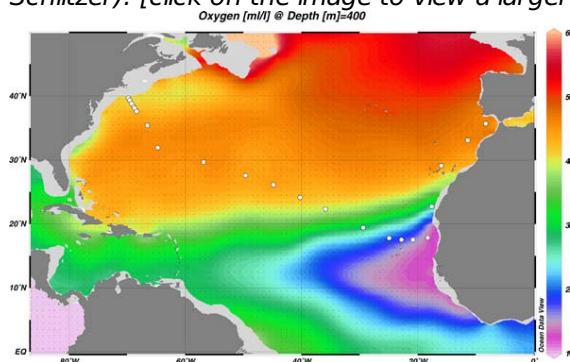 Schlitzer). [Click on the image to view a larger
Oxygen [ml/l] @ Depth [m]=400
6
40°N
5
30°N
4
20°N
3
10°N
2
EQ
Ocean Data View
80°W 60°W 40°W 20°W 0°